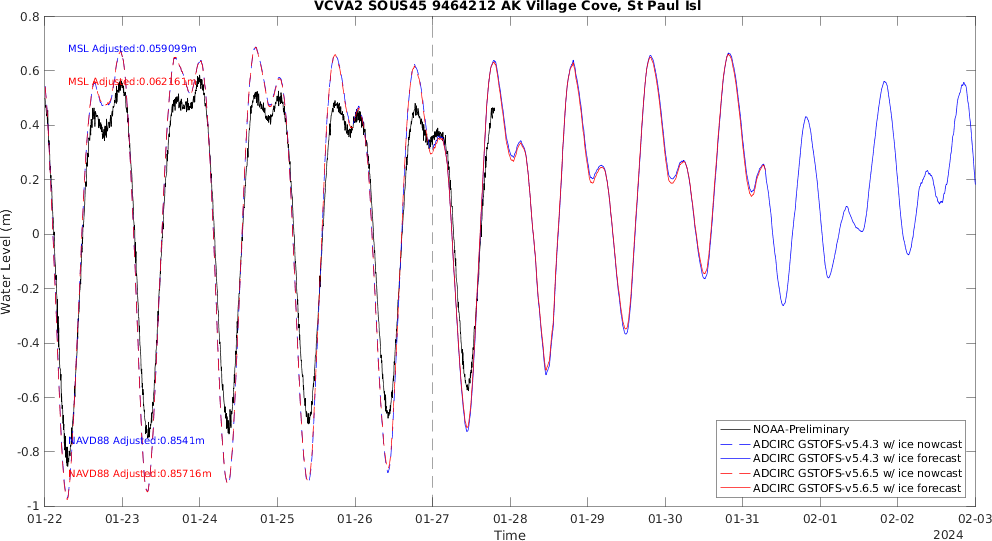 VCVA2 SOUS45 9464212 AK Village Cove, St Paul Isl
0.8
MSL Adjusted:0.059099m
0.6
MSL Adjusted:0.062161m
0.4
0.2
0
Water Level (m)
-0.2
-0.4
-0.6
NAVD88 Adjusted:0.8541m
-0.8
NAVD88 Adjusted:0.85716m
-1
NOAA-Preliminary
ADCIRC GSTOFS-v5.4.3 w/ ice nowcast
ADCIRC GSTOFS-v5.4.3 w/ ice forecast
ADCIRC GSTOFS-v5.6.5 w/ ice nowcast
ADCIRC GSTOFS-v5.6.5 w/ ice forecast
01-22 01-23 01-24 01-25 01-26 01-27 01-28 01-29 01-30 01-31 02-01 02-02 02-03
Time
2024